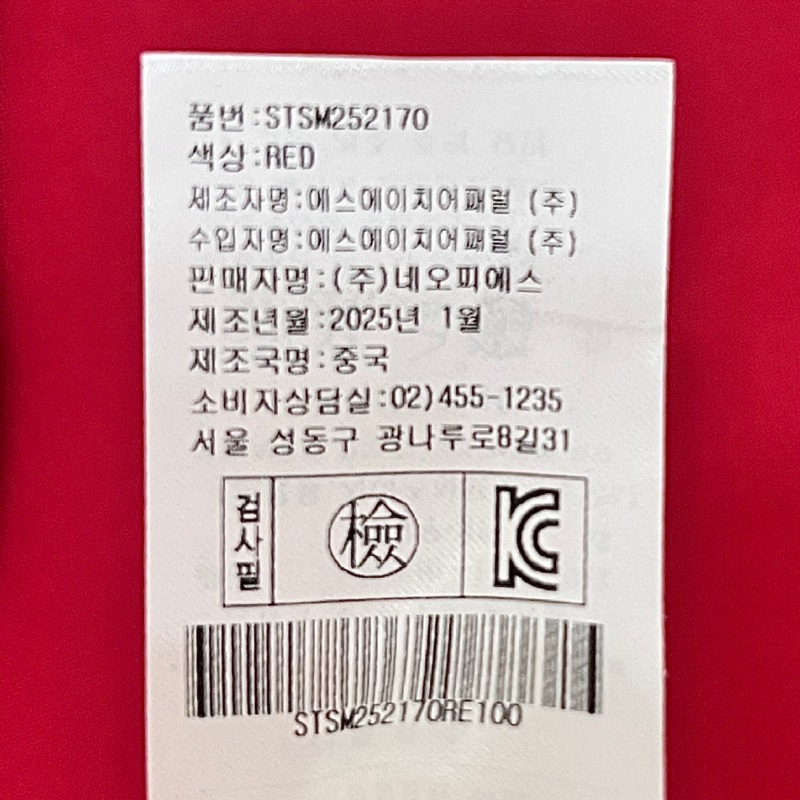 품번:STSM252170
색상:RED
제조자명:에스에이치어패럴 (주)
수입자명:에스에이치어패럴 (주)
판매자명:(주)네오피에스
제조년월:2025년 1월
제조국명:중국
소비자상담실:02)455-1235
서울 성동구 광나루로8길31
검사필 檢 KC
STSM252170RE100